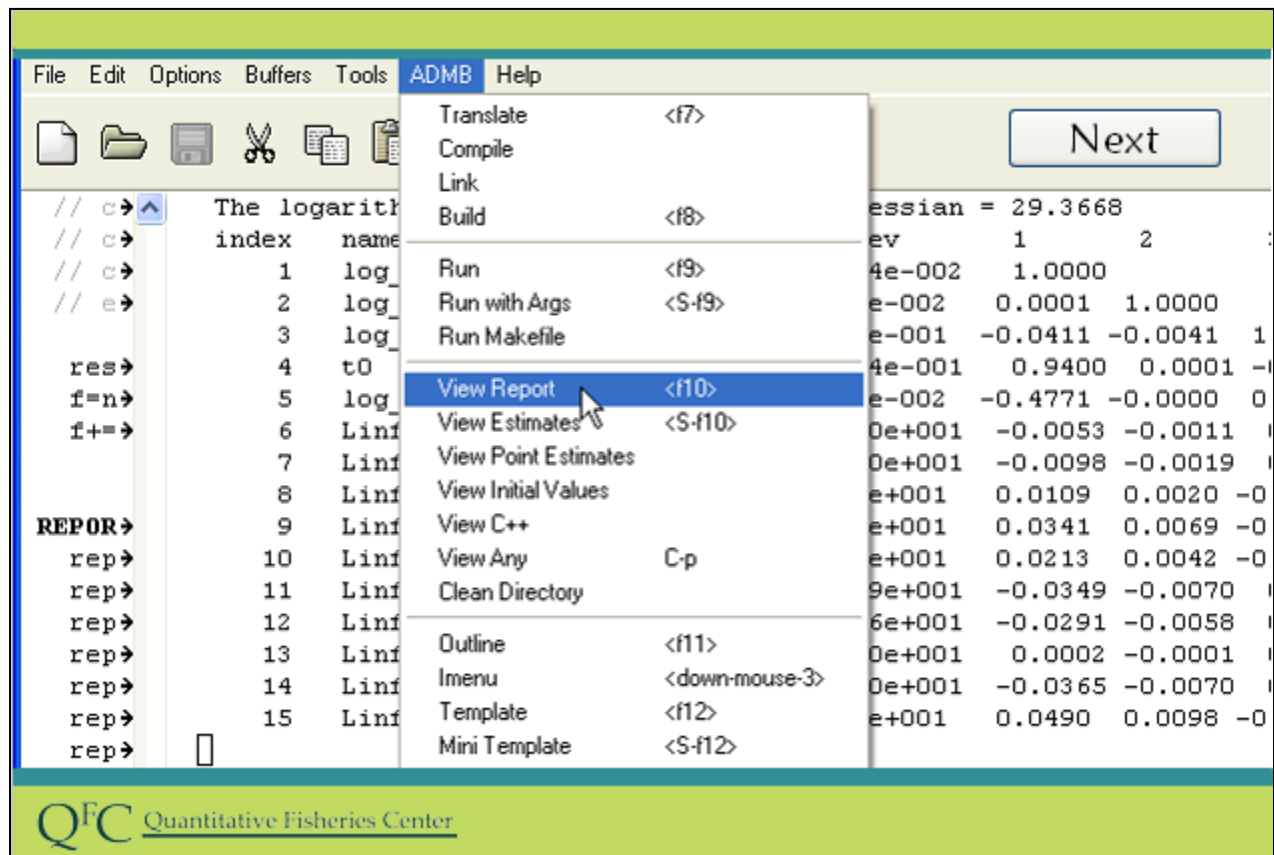 File Edit Options Buffers Tools ADMB Help
Next
Translate <f7>
Compile
Link
Build <f8>
Run <f9>
Run with Args <S-f9>
Run Makefile
View Report <f10>
View Estimates <S-f10>
View Point Estimates
View Initial Values
View C++
View Any C-p
Clean Directory
Outline <f11>
Imenu <down-mouse-3>
Template <f12>
Mini Template <S-f12>
// c
// c
// c
// e
res
f=n
f+=
REPOR
rep
rep
rep
rep
rep
rep
rep
The logarith essian = 29.3668
index name ev 1 2
1 log_ 4e-002 1.0000
2 log_ e-002 0.0001 1.0000
3 log_ e-001 -0.0411 -0.0041 1
4 t0 4e-001 0.9400 0.0001 -
5 log_ e-002 -0.4771 -0.0000 0
6 Linf 0e+001 -0.0053 -0.0011
7 Linf 0e+001 -0.0098 -0.0019
8 Linf e+001 0.0109 0.0020 -0
9 Linf e+001 0.0341 0.0069 -0
10 Linf e+001 0.0213 0.0042 -0
11 Linf 9e+001 -0.0349 -0.0070
12 Linf 6e+001 -0.0291 -0.0058
13 Linf 0e+001 0.0002 -0.0001
14 Linf 0e+001 -0.0365 -0.0070
15 Linf e+001 0.0490 0.0098 -0
QFC Quantitative Fisheries Center